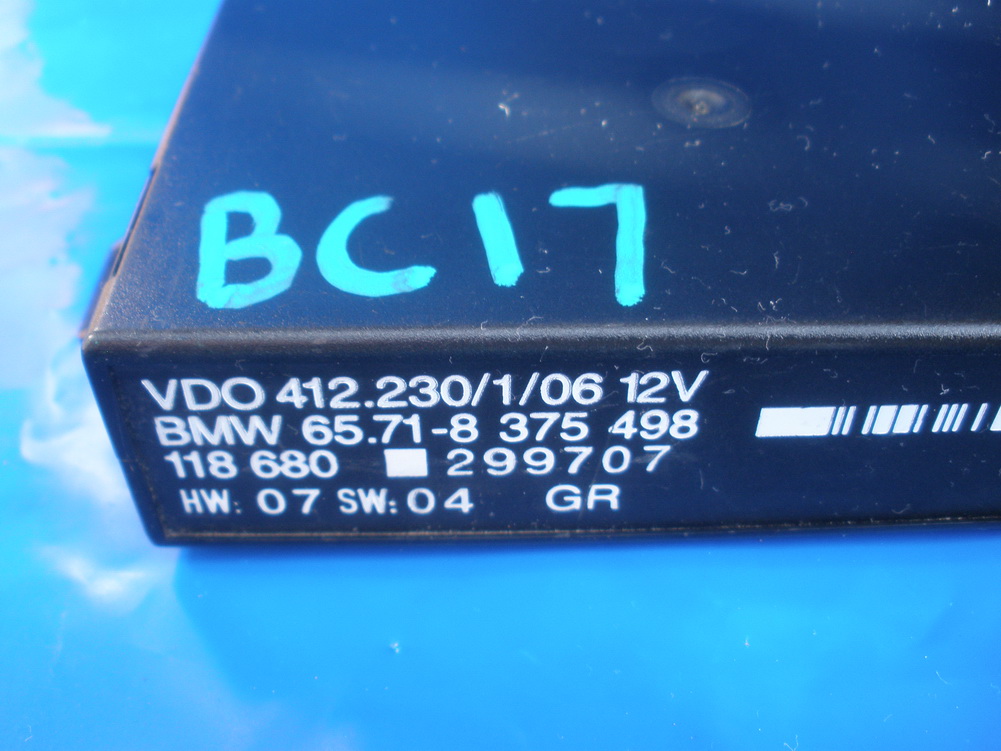 BC17
VDO 412.230/1/06 12V
BMW 65.71-8 375 498
118 680 299707
HW: 07 SW: 04 GR